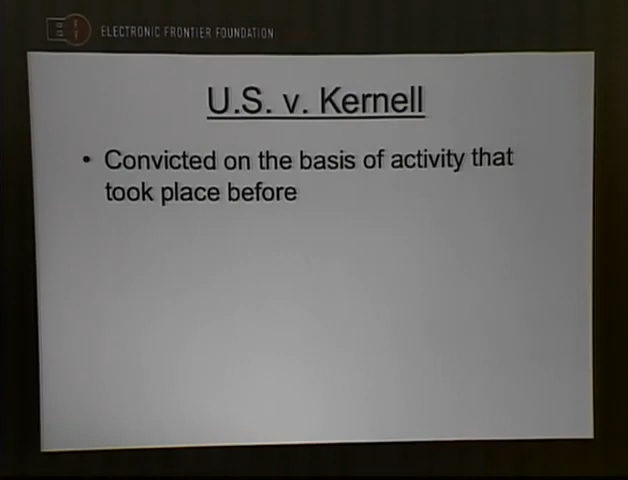 ELECTRONIC FRONTIER FOUNDATION
U.S. v. Kernell
• Convicted on the basis of activity that
took place before